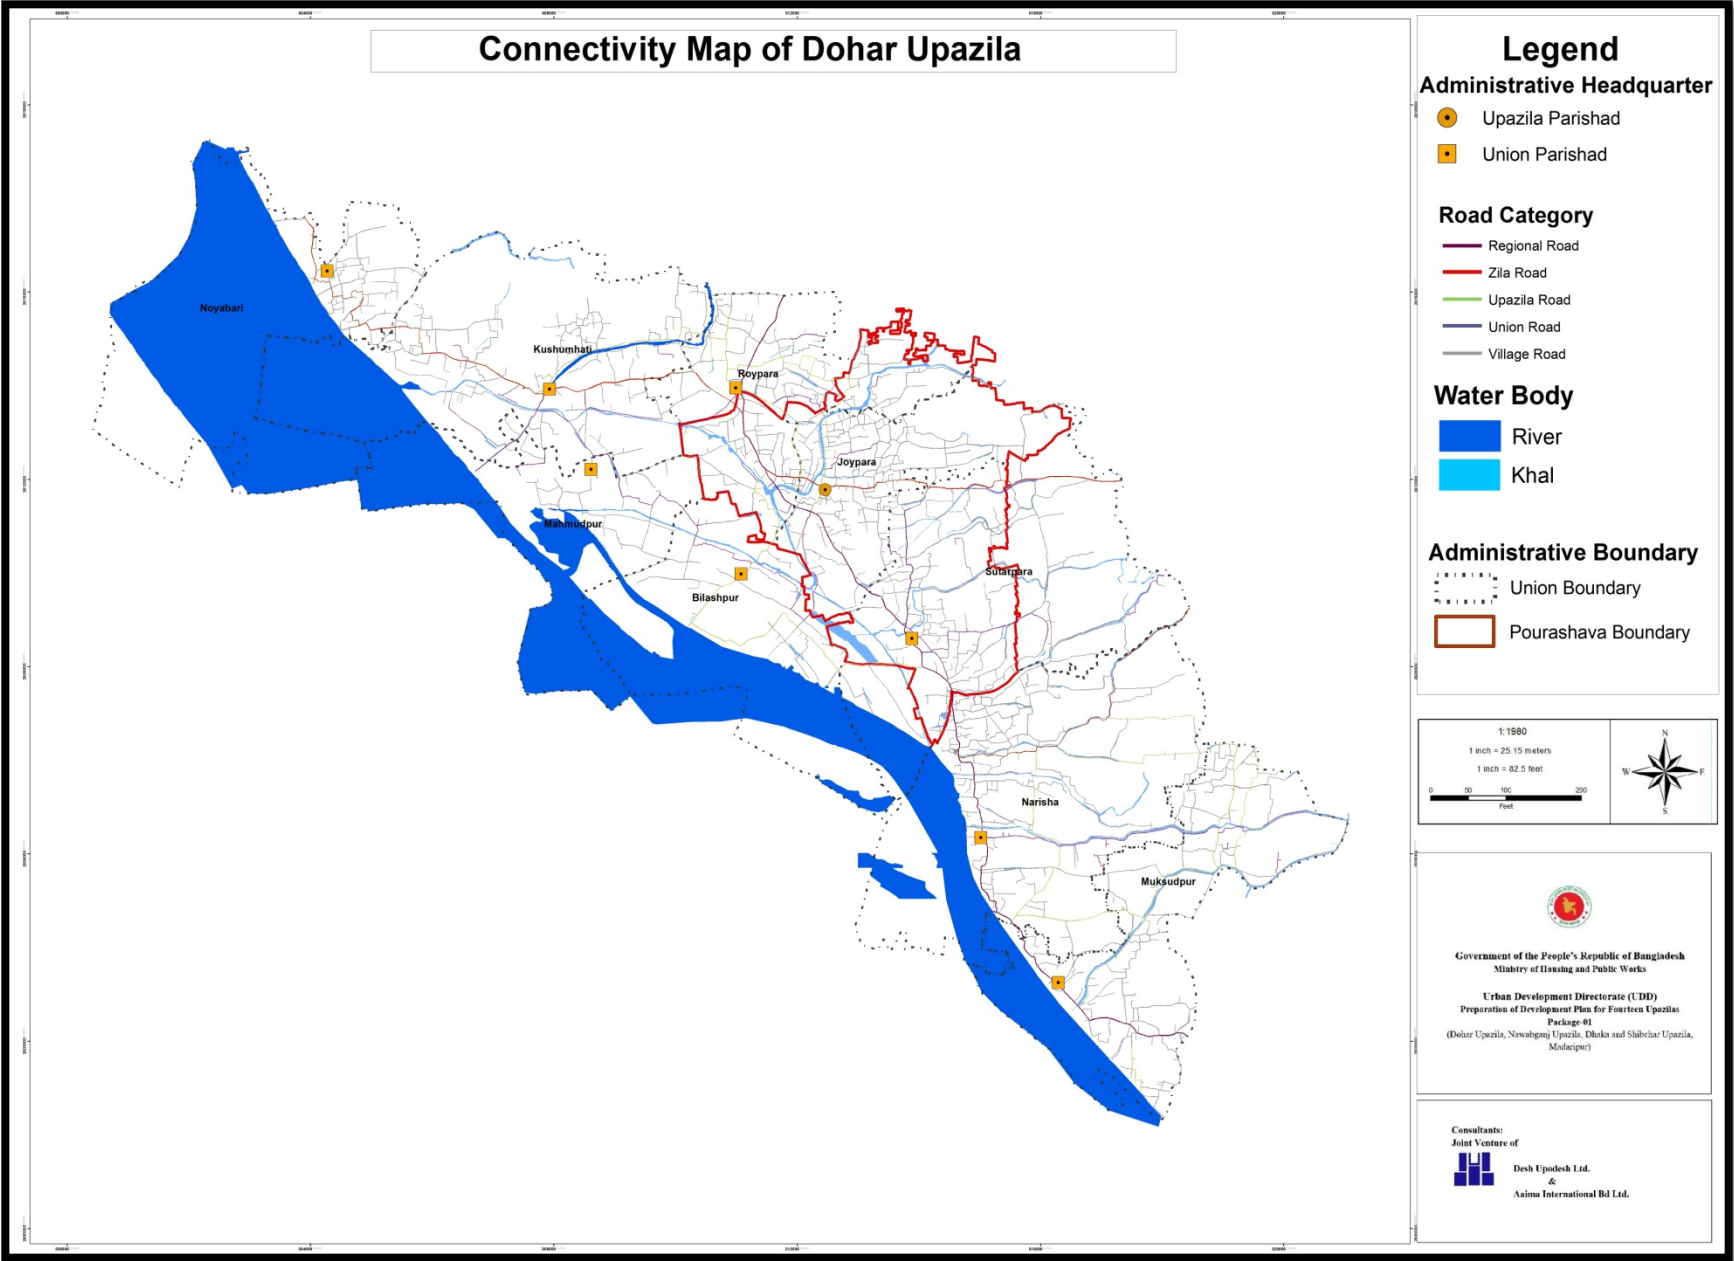 Connectivity Map of Dohar Upazila
Noyabari
Kushumhati
Roypara
Joypara
Mahmudpur
Sutarpara
Bilashpur
Narisha
Muksudpur
Legend
Administrative Headquarter
Upazila Parishad
Union Parishad
Road Category
Regional Road
Zila Road
Upazila Road
Union Road
Village Road
Water Body
River
Khal
Administrative Boundary
Union Boundary
Pourashava Boundary
1:1980
1 inch = 25.15 meters
1 inch = 82.5 feet
0 50 100 200
Feet
N
W E
S
Government of the People's Republic of Bangladesh
Ministry of Housing and Public Works
Urban Development Directorate (UDD)
Preparation of Development Plan for Fourteen Upazilas
Package-01
(Dohar Upazila, Nawabganj Upazila, Dhaka and Shibchar Upazila,
Madaripur)
Consultants:
Joint Venture of
Desh Upodesh Ltd.
&
Aaima International Bd Ltd.